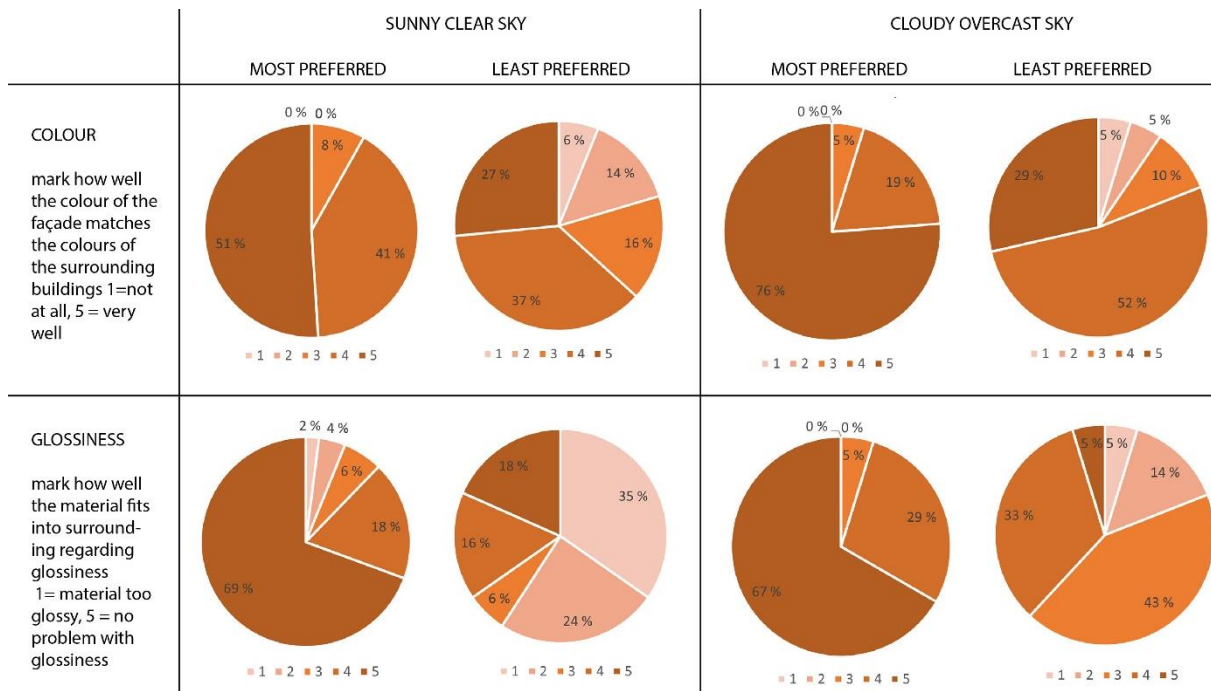 SUNNY CLEAR SKY
CLOUDY OVERCAST SKY
MOST PREFERRED
LEAST PREFERRED
MOST PREFERRED
LEAST PREFERRED
COLOUR
mark how well
the colour of the
façade matches
the colours of
the surrounding
buildings 1=not
at all, 5 = very
well
0 % 0 %
8 %
41 %
51 %
1 2 3 4 5
6 %
14 %
16 %
37 %
27 %
1 2 3 4 5
0 % 0 %
5 %
19 %
76 %
1 2 3 4 5
5 %
5 %
10 %
52 %
29 %
1 2 3 4 5
GLOSSINESS
mark how well
the material fits
into surround-
ing regarding
glossiness
1= material too
glossy, 5 = no
problem with
glossiness
2 % 4 %
6 %
18 %
69 %
1 2 3 4 5
35 %
24 %
6 %
16 %
18 %
1 2 3 4 5
0 % 0 %
5 %
29 %
67 %
1 2 3 4 5
5 % 5 %
14 %
43 %
33 %
1 2 3 4 5